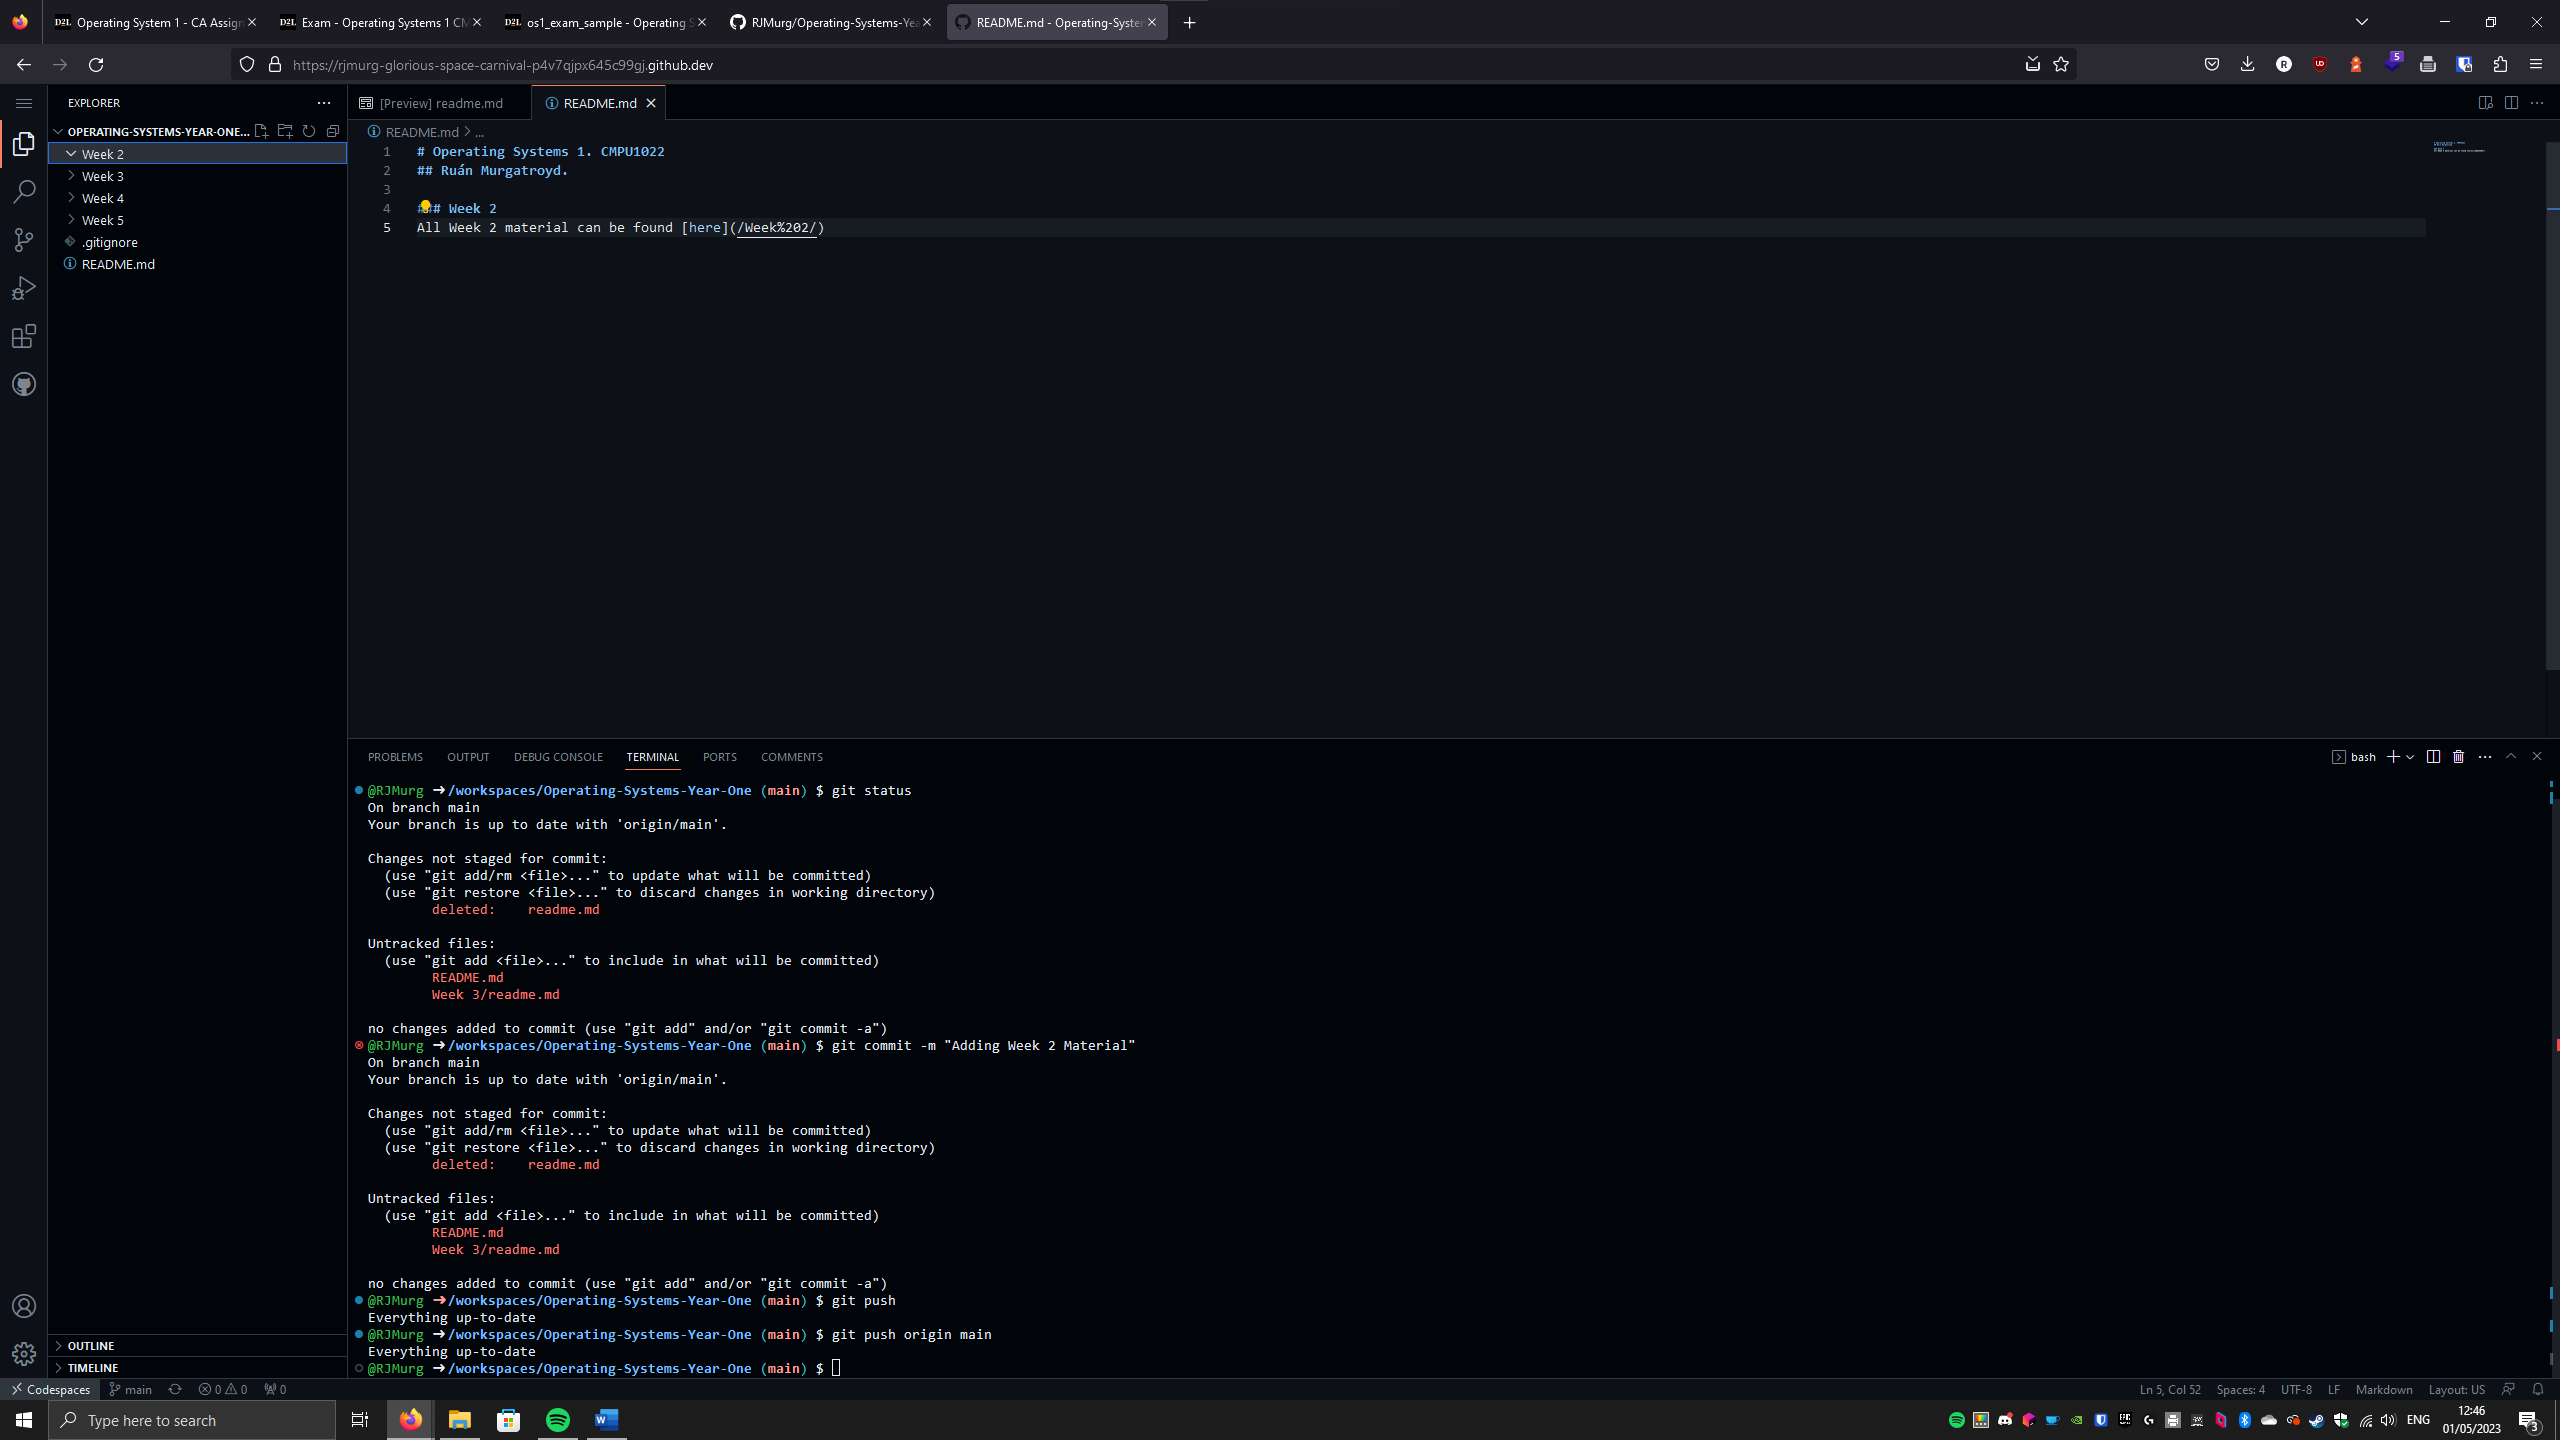 Operating System 1 - CA Assign
Exam - Operating Systems 1 CM
os1_exam_sample - Operating S
RJMurg/Operating-Systems-Yea
README.md - Operating-System
https://rjmurg-glorious-space-carnival-p4v7qjpx645c99gj.github.dev
5
EXPLORER
OPERATING-SYSTEMS-YEAR-ONE...
Week 2
Week 3
Week 4
Week 5
.gitignore
README.md
OUTLINE
TIMELINE
[Preview] readme.md
README.md
README.md > ...
1 # Operating Systems 1. CMPU1022
2 ## Ruán Murgatroyd.
3
4 ### Week 2
5 All Week 2 material can be found [here](/Week%202/)
PROBLEMS OUTPUT DEBUG CONSOLE TERMINAL PORTS COMMENTS
bash
@RJMurg ➜ /workspaces/Operating-Systems-Year-One (main) $ git status
On branch main
Your branch is up to date with 'origin/main'.
Changes not staged for commit:
(use "git add/rm <file>..." to update what will be committed)
(use "git restore <file>..." to discard changes in working directory)
deleted: readme.md
Untracked files:
(use "git add <file>..." to include in what will be committed)
README.md
Week 3/readme.md
no changes added to commit (use "git add" and/or "git commit -a")
@RJMurg ➜ /workspaces/Operating-Systems-Year-One (main) $ git commit -m "Adding Week 2 Material"
On branch main
Your branch is up to date with 'origin/main'.
Changes not staged for commit:
(use "git add/rm <file>..." to update what will be committed)
(use "git restore <file>..." to discard changes in working directory)
deleted: readme.md
Untracked files:
(use "git add <file>..." to include in what will be committed)
README.md
Week 3/readme.md
no changes added to commit (use "git add" and/or "git commit -a")
@RJMurg ➜ /workspaces/Operating-Systems-Year-One (main) $ git push
Everything up-to-date
@RJMurg ➜ /workspaces/Operating-Systems-Year-One (main) $ git push origin main
Everything up-to-date
@RJMurg ➜ /workspaces/Operating-Systems-Year-One (main) $
Codespaces main 0 0 0
Ln 5, Col 52 Spaces: 4 UTF-8 LF Markdown Layout: US
Type here to search
ENG
12:46
01/05/2023
3